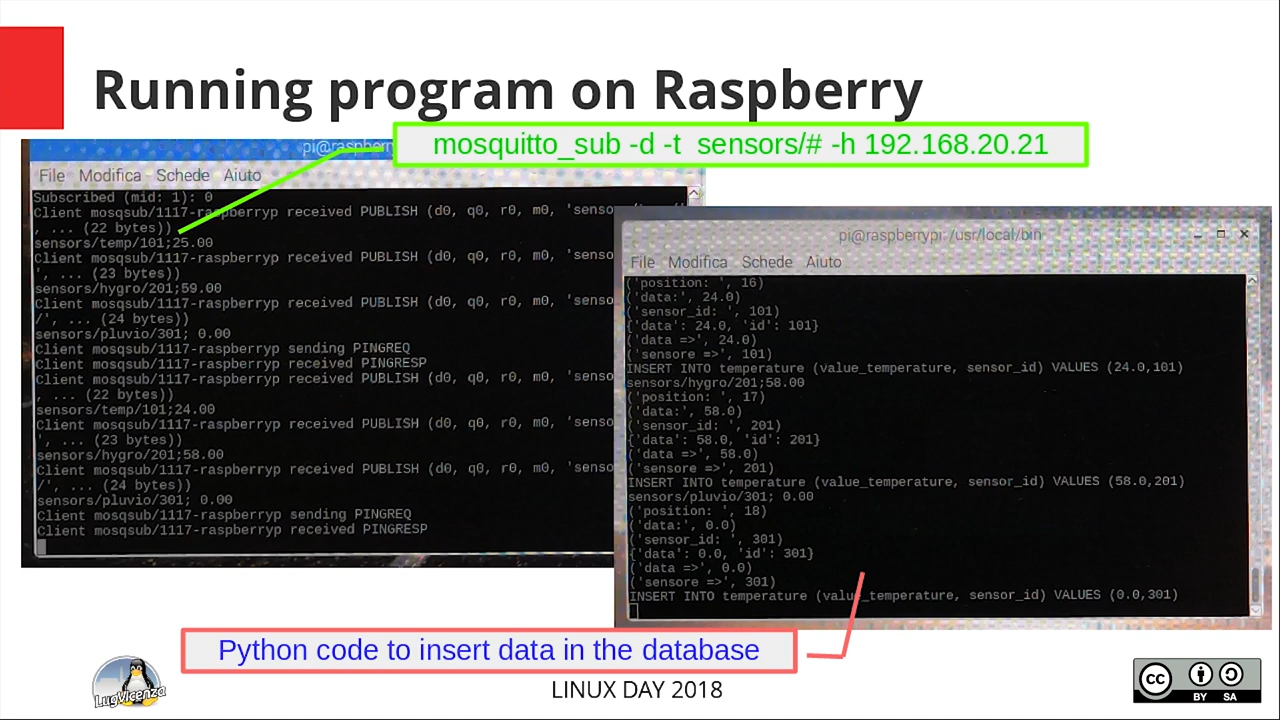 Running program on Raspberry
mosquitto_sub -d -t  sensors/# -h 192.168.20.21
pi@raspberr
File Modifica Schede Aiuto
Subscribed (mid: 1): 0
Client mosqsub/1117-raspberryp received PUBLISH (d0, q0, r0, m0, 'senso
, ... (22 bytes))
sensors/temp/101;25.00
Client mosqsub/1117-raspberryp received PUBLISH (d0, q0, r0, m0, 'senso
', ... (23 bytes))
sensors/hygro/201;59.00
Client mosqsub/1117-raspberryp received PUBLISH (d0, q0, r0, m0, 'senso
/', ... (24 bytes))
sensors/pluvio/301; 0.00
Client mosqsub/1117-raspberryp sending PINGREQ
Client mosqsub/1117-raspberryp received PINGRESP
Client mosqsub/1117-raspberryp received PUBLISH (d0, q0, r0, m0, 'senso
, ... (22 bytes))
sensors/temp/101;24.00
Client mosqsub/1117-raspberryp received PUBLISH (d0, q0, r0, m0, 'senso
', ... (23 bytes))
sensors/hygro/201;58.00
Client mosqsub/1117-raspberryp received PUBLISH (d0, q0, r0, m0, 'senso
/', ... (24 bytes))
sensors/pluvio/301; 0.00
Client mosqsub/1117-raspberryp sending PINGREQ
Client mosqsub/1117-raspberryp received PINGRESP
pi@raspberrypi: /usr/local/bin
File Modifica Schede Aiuto
('position: ', 16)
('data:', 24.0)
('sensor_id: ', 101)
{'data': 24.0, 'id': 101}
('data =>', 24.0)
('sensore =>', 101)
INSERT INTO temperature (value_temperature, sensor_id) VALUES (24.0,101)
sensors/hygro/201;58.00
('position: ', 17)
('data:', 58.0)
('sensor_id: ', 201)
{'data': 58.0, 'id': 201}
('data =>', 58.0)
('sensore =>', 201)
INSERT INTO temperature (value_temperature, sensor_id) VALUES (58.0,201)
sensors/pluvio/301; 0.00
('position: ', 18)
('data:', 0.0)
('sensor_id: ', 301)
{'data': 0.0, 'id': 301}
('data =>', 0.0)
('sensore =>', 301)
INSERT INTO temperature (value_temperature, sensor_id) VALUES (0.0,301)
Python code to insert data in the database
LugVicenza
LINUX DAY 2018
cc
BY SA